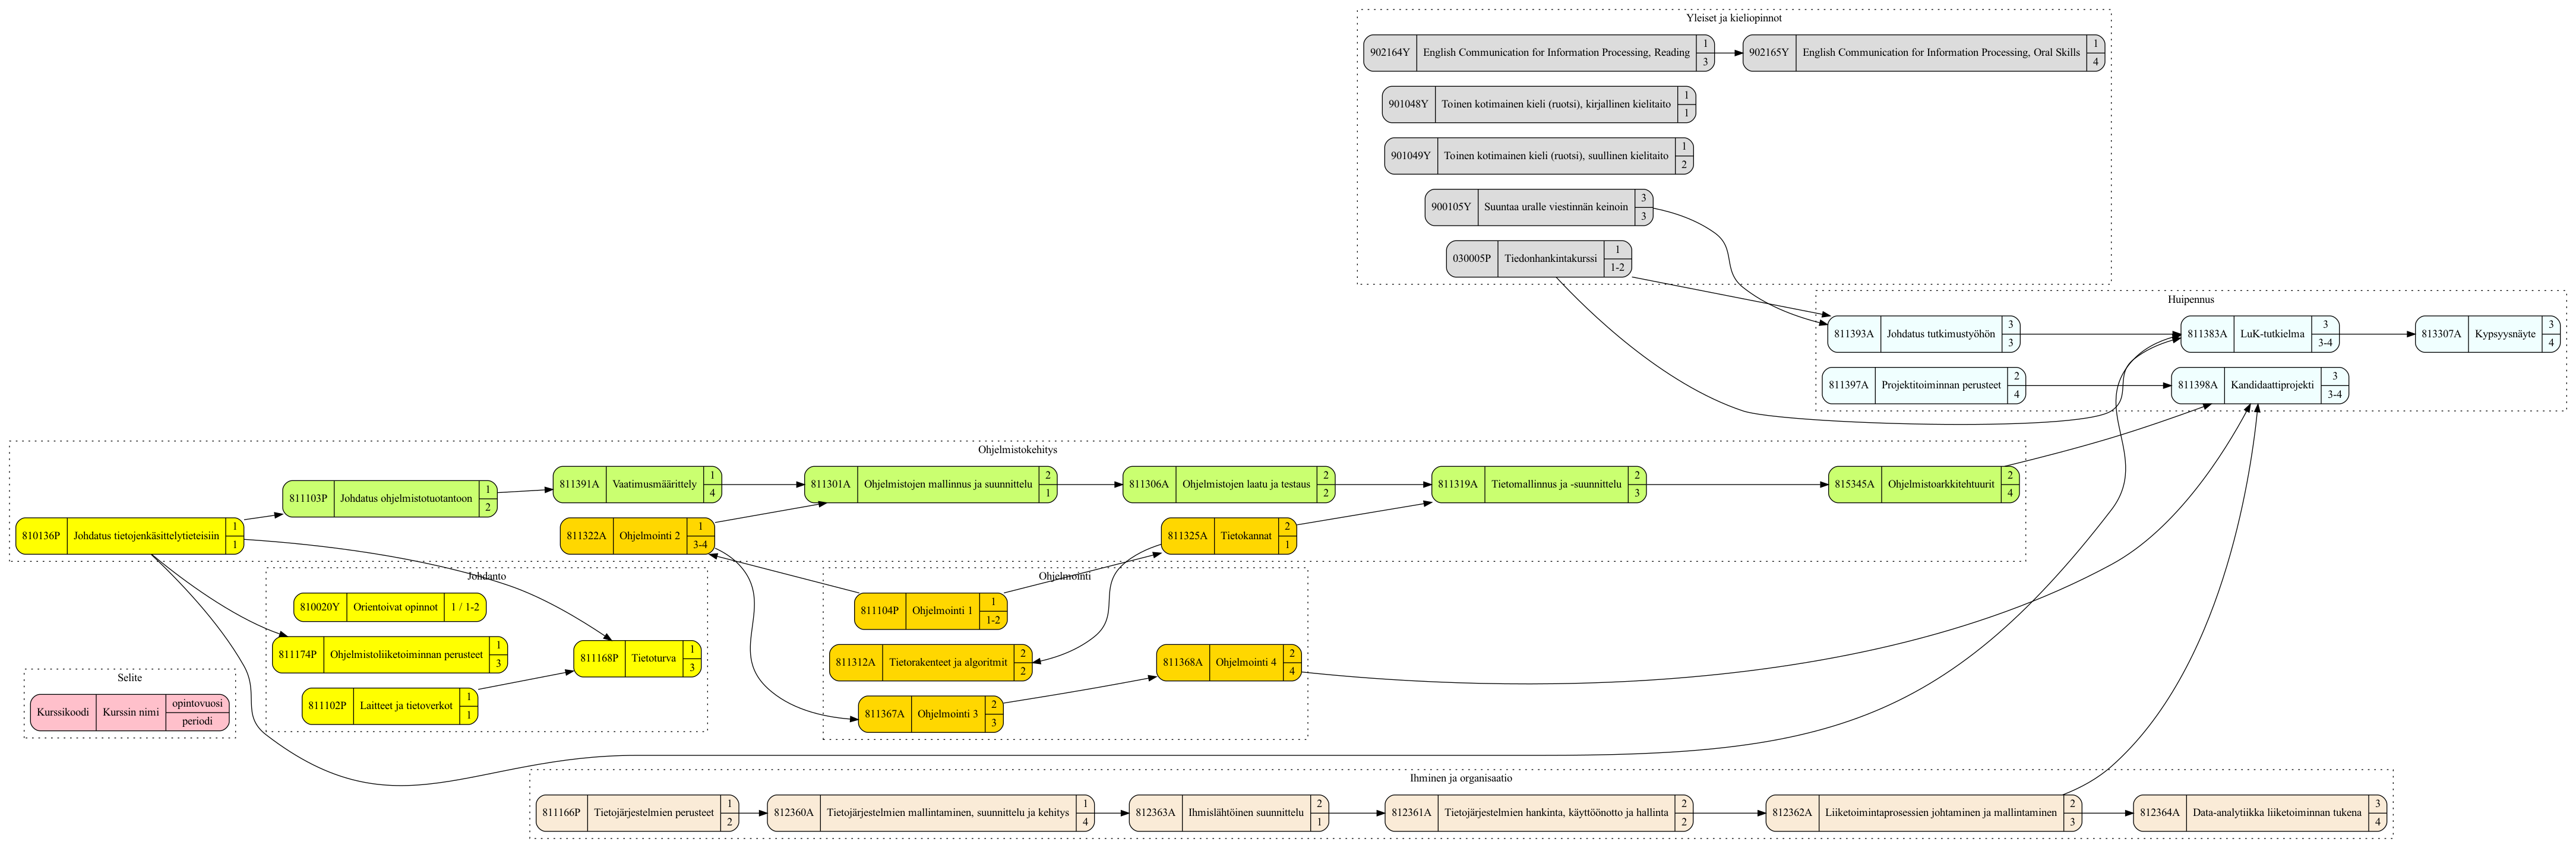 Yleiset ja kieliopinnot
902164Y English Communication for Information Processing, Reading 1 3
902165Y English Communication for Information Processing, Oral Skills 1 4
901048Y Toinen kotimainen kieli (ruotsi), kirjallinen kielitaito 1 1
901049Y Toinen kotimainen kieli (ruotsi), suullinen kielitaito 1 2
900105Y Suuntaa uralle viestinnän keinoin 3 3
030005P Tiedonhankintakurssi 1 1-2
Huipennus
811393A Johdatus tutkimustyöhön 3 3
811383A LuK-tutkielma 3 3-4
813307A Kypsyysnäyte 3 4
811397A Projektitoiminnan perusteet 2 4
811398A Kandidaattiprojekti 3 3-4
Ohjelmistokehitys
811103P Johdatus ohjelmistotuotantoon 1 2
811391A Vaatimusmäärittely 1 4
811301A Ohjelmistojen mallinnus ja suunnittelu 2 1
811306A Ohjelmistojen laatu ja testaus 2 2
811319A Tietomallinnus ja -suunnittelu 2 3
815345A Ohjelmistoarkkitehtuurit 2 4
810136P Johdatus tietojenkäsittelytieteisiin 1 1
811322A Ohjelmointi 2 1 3-4
811325A Tietokannat 2 1
Johdanto
810020Y Orientoivat opinnot 1 / 1-2
811174P Ohjelmistoliiketoiminnan perusteet 1 3
811168P Tietoturva 1 3
811102P Laitteet ja tietoverkot 1 1
Ohjelmointi
811104P Ohjelmointi 1 1 1-2
811312A Tietorakenteet ja algoritmit 2 2
811368A Ohjelmointi 4 2 4
811367A Ohjelmointi 3 2 3
Selite
Kurssikoodi Kurssin nimi opintovuosi periodi
Ihminen ja organisaatio
811166P Tietojärjestelmien perusteet 1 2
812360A Tietojärjestelmien mallintaminen, suunnittelu ja kehitys 1 4
812363A Ihmislähtöinen suunnittelu 2 1
812361A Tietojärjestelmien hankinta, käyttöönotto ja hallinta 2 2
812362A Liiketoimintaprosessien johtaminen ja mallintaminen 2 3
812364A Data-analytiikka liiketoiminnan tukena 3 4